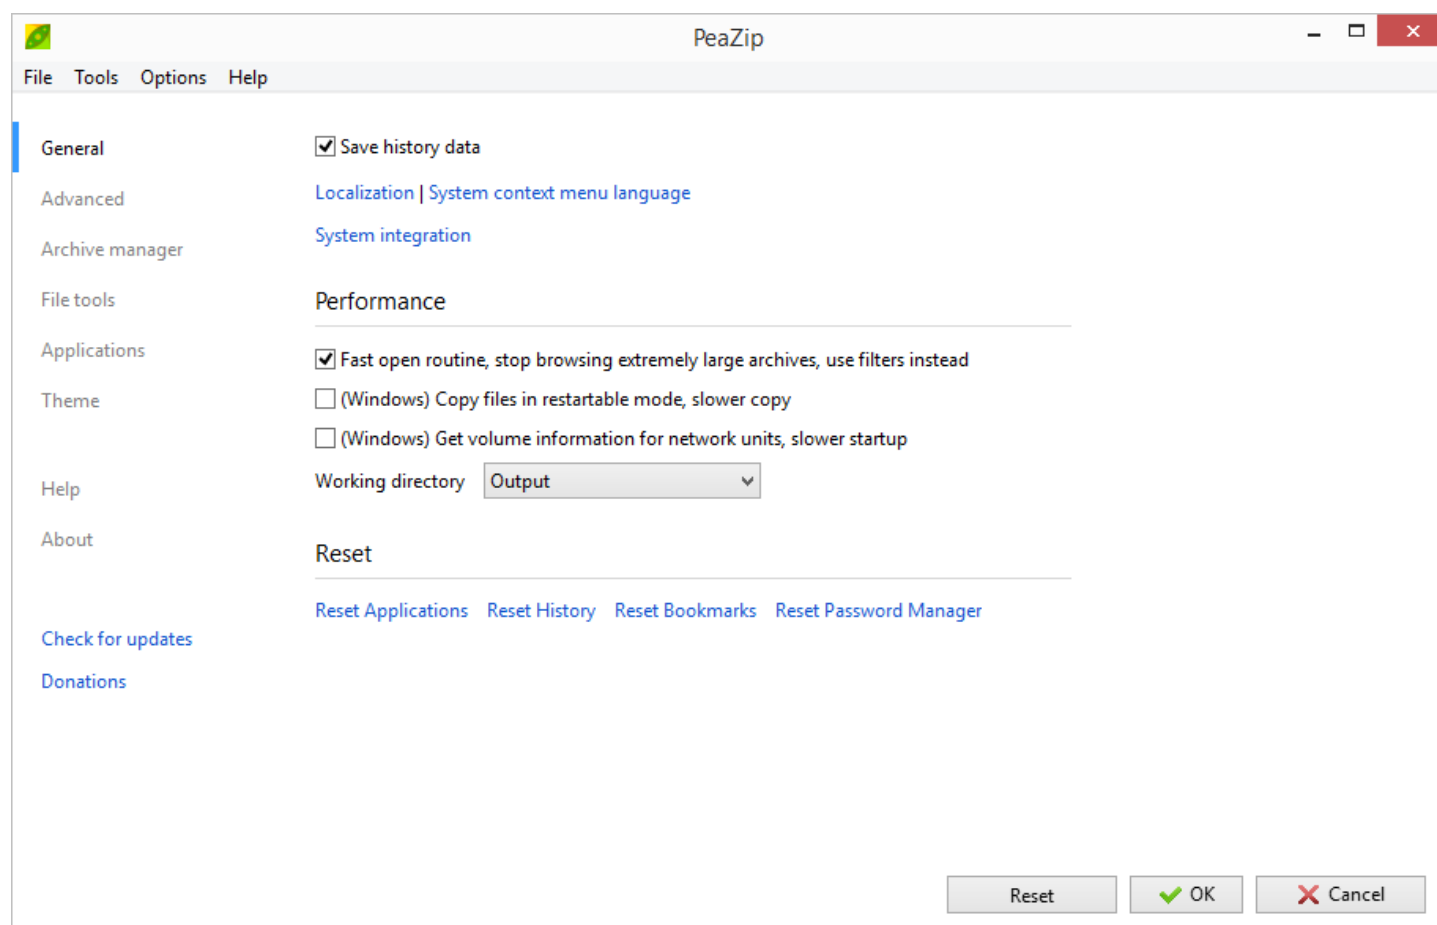 PeaZip
File Tools Options Help
General
Advanced
Archive manager
File tools
Applications
Theme
Help
About
Check for updates
Donations
Save history data
Localization | System context menu language
System integration
Performance
Fast open routine, stop browsing extremely large archives, use filters instead
(Windows) Copy files in restartable mode, slower copy
(Windows) Get volume information for network units, slower startup
Working directory Output
Reset
Reset Applications Reset History Reset Bookmarks Reset Password Manager
Reset OK Cancel